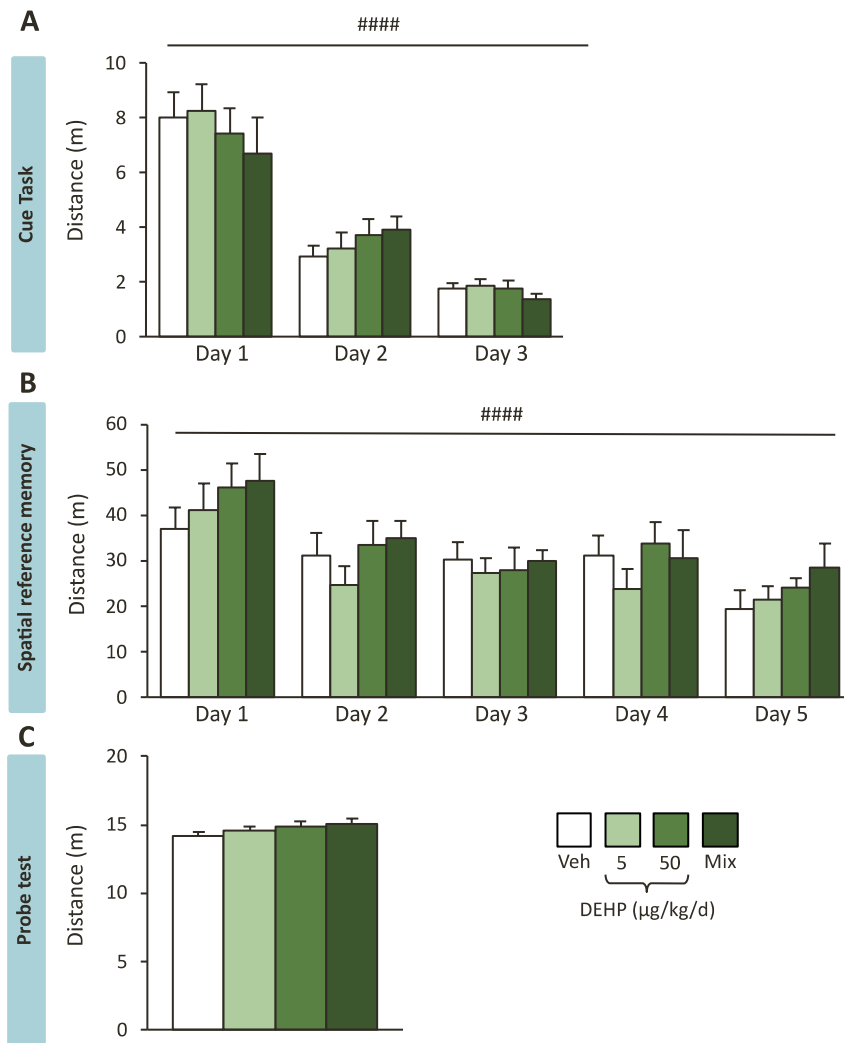 A
####
Cue Task
Distance (m)
10
8
6
4
2
0
Day 1 Day 2 Day 3
B
####
Spatial reference memory
Distance (m)
60
50
40
30
20
10
0
Day 1 Day 2 Day 3 Day 4 Day 5
C
Probe test
Distance (m)
20
15
10
5
0
Veh 5 50 Mix
DEHP (µg/kg/d)